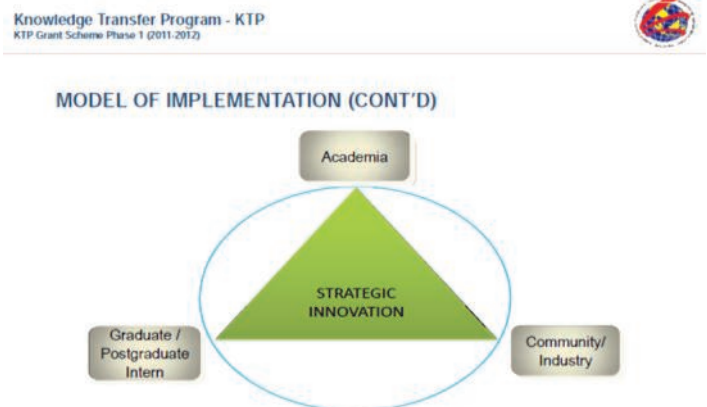 Knowledge Transfer Program - KTP
KTP Grant Scheme Phase 1 (2011-2012)
MODEL OF IMPLEMENTATION (CONT'D)
Academia
STRATEGIC
INNOVATION
Graduate /
Postgraduate
Intern
Community/
Industry